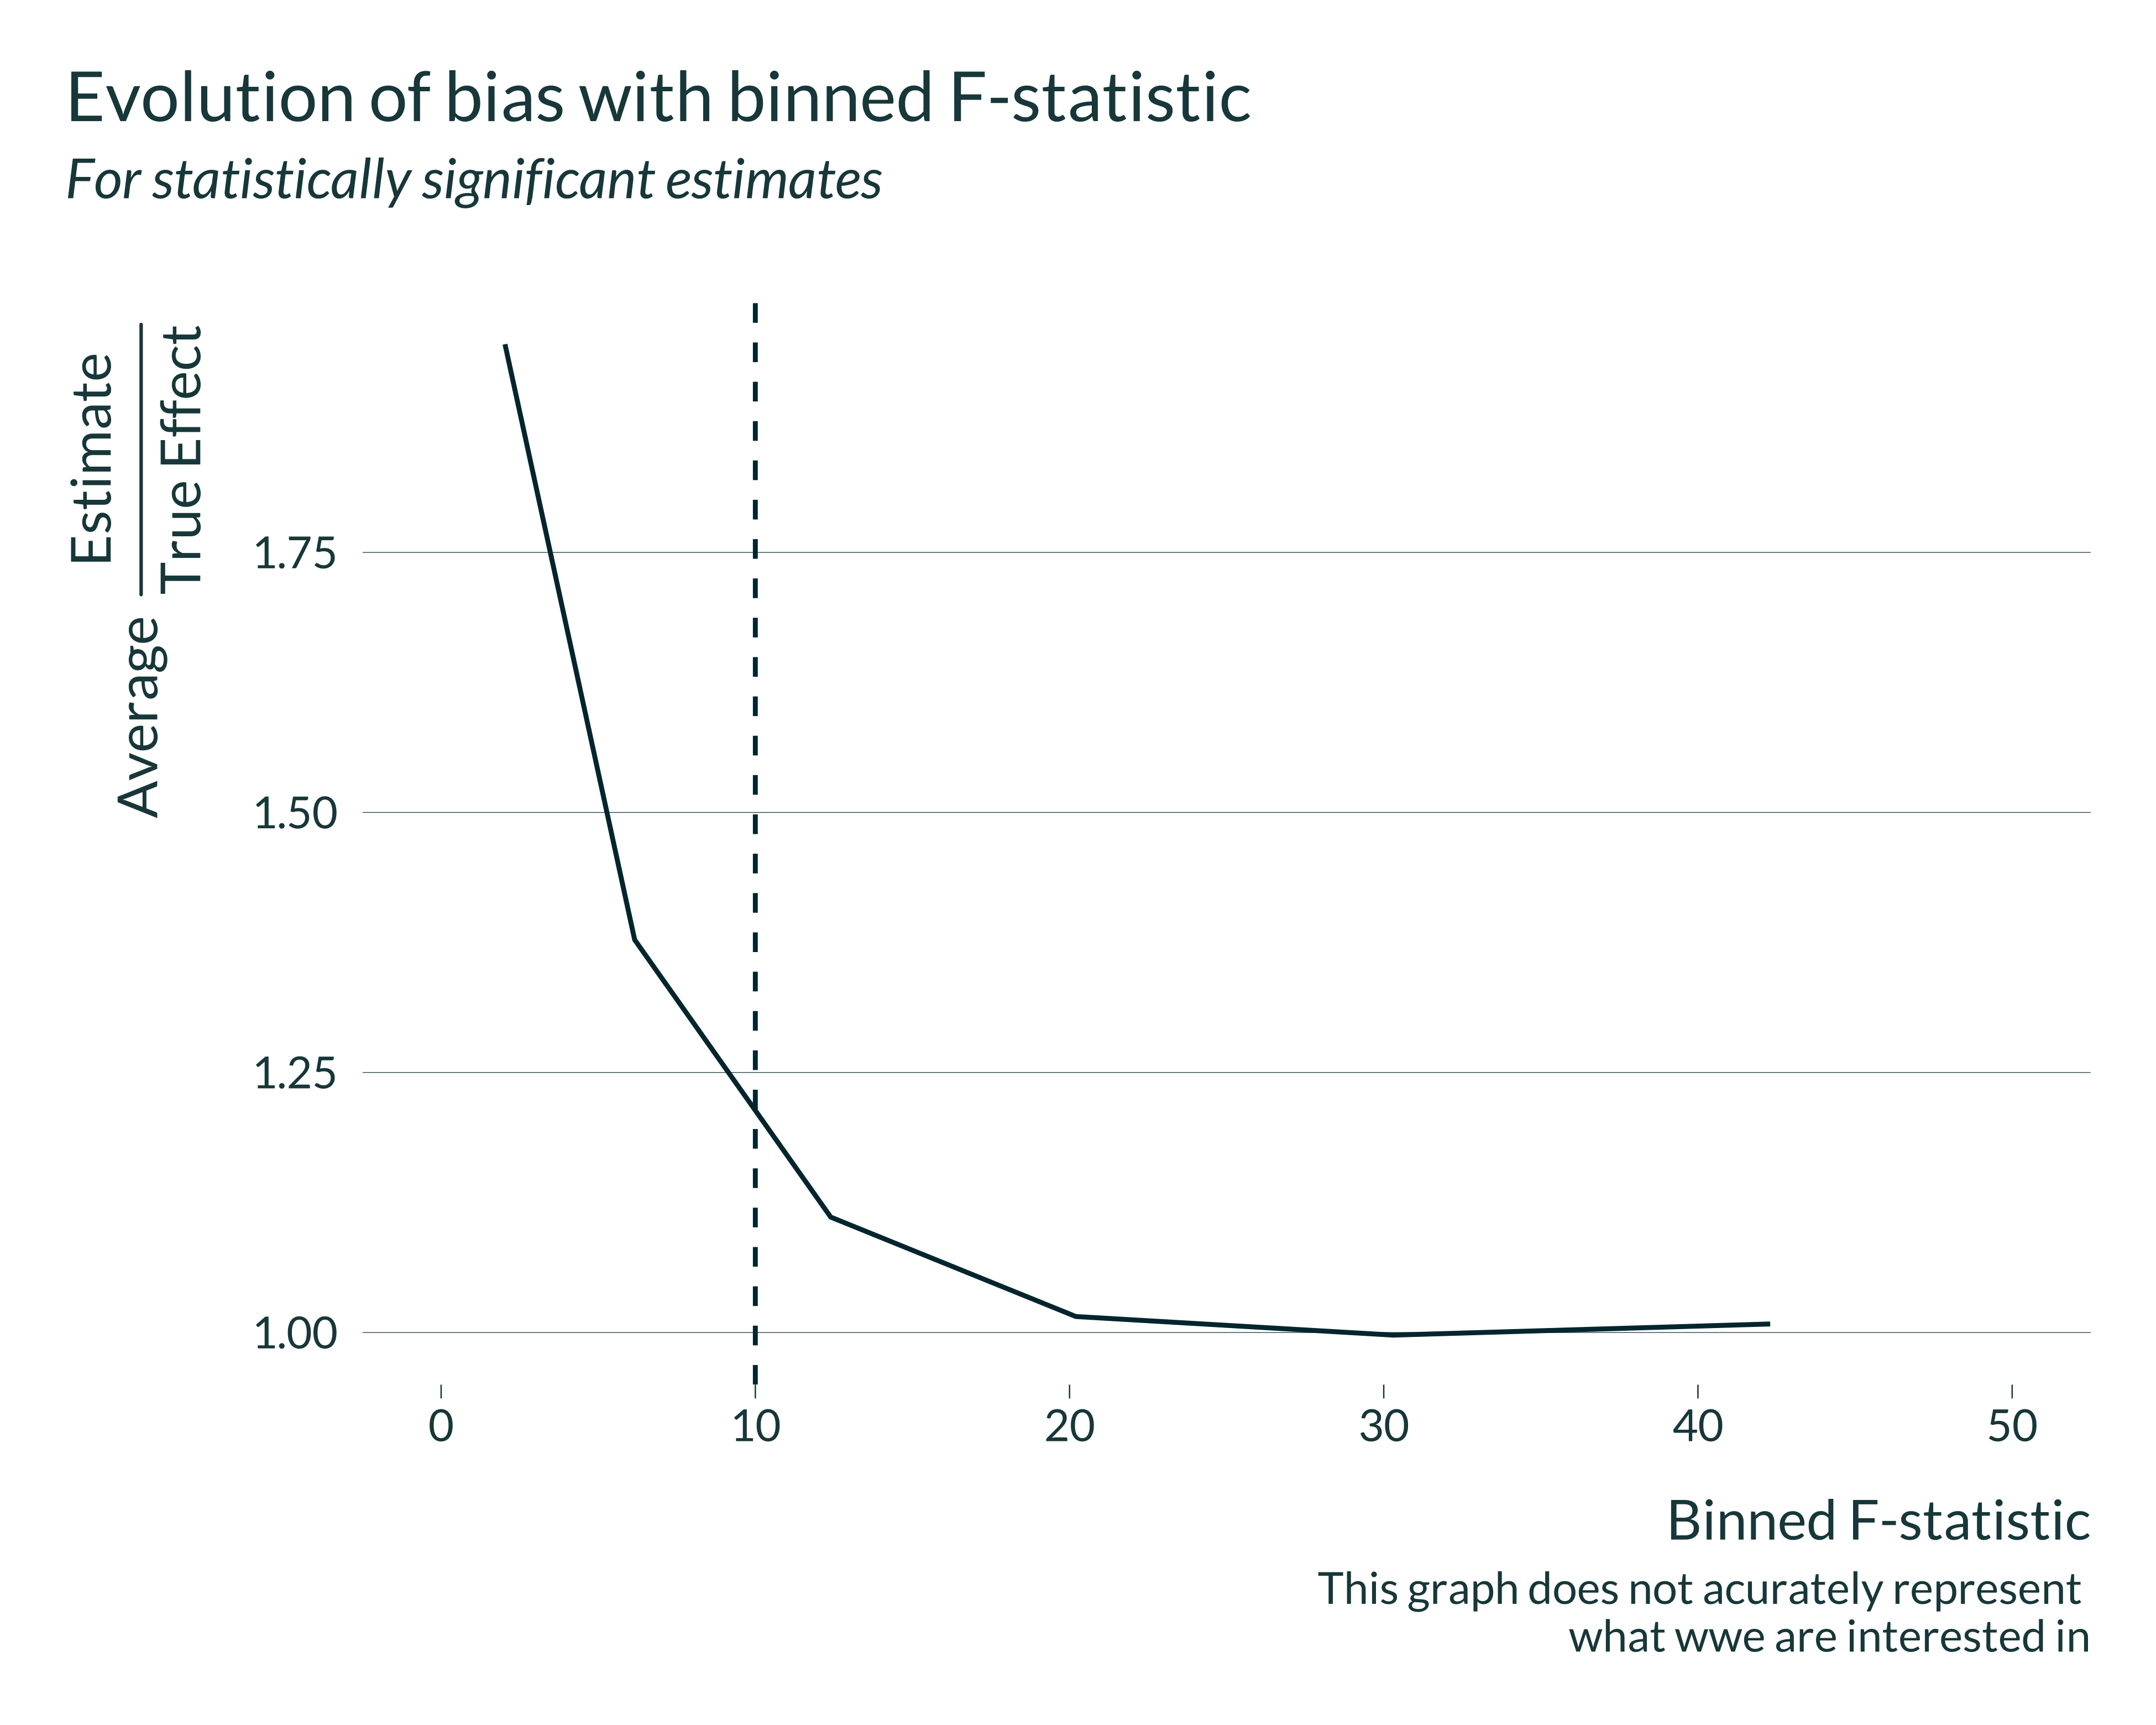 Evolution of bias with binned F-statistic
For statistically significant estimates
Average
Estimate
True Effect
1.75
1.50
1.25
1.00
0 10 20 30 40 50
Binned F-statistic
This graph does not acurately represent
what wwe are interested in